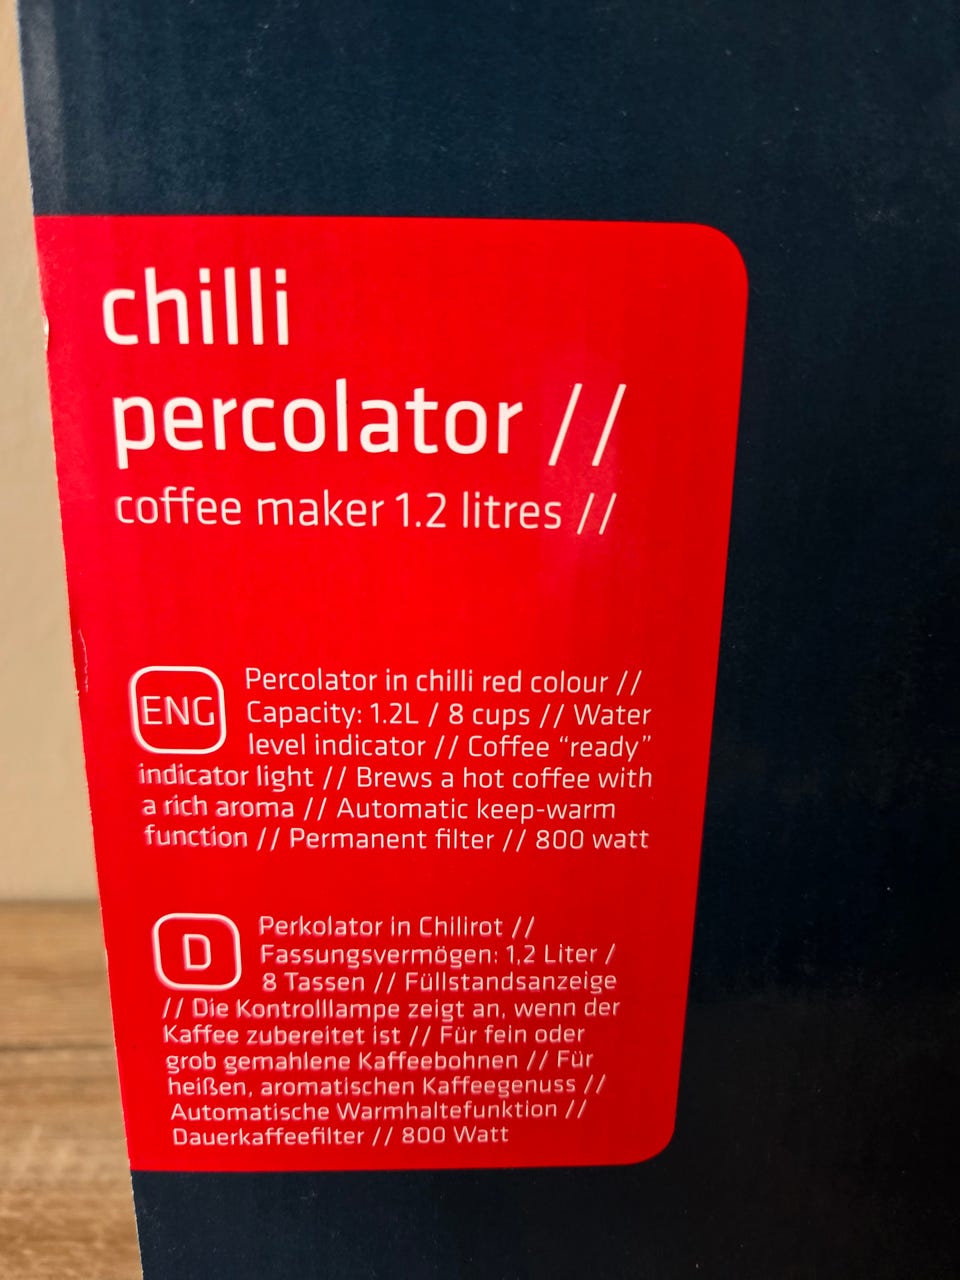 chilli
percolator //
coffee maker 1.2 litres //
ENG
Percolator in chilli red colour //
Capacity: 1.2L / 8 cups // Water
level indicator // Coffee “ready”
indicator light // Brews a hot coffee with
a rich aroma // Automatic keep-warm
function // Permanent filter // 800 watt
D
Perkolator in Chilirot //
Fassungsvermögen: 1,2 Liter /
8 Tassen // Füllstandsanzeige
// Die Kontrolllampe zeigt an, wenn der
Kaffee zubereitet ist // Für fein oder
grob gemahlene Kaffeebohnen // Für
heißen, aromatischen Kaffeegenuss //
Automatische Warmhaltefunktion //
Dauerkaffeefilter // 800 Watt